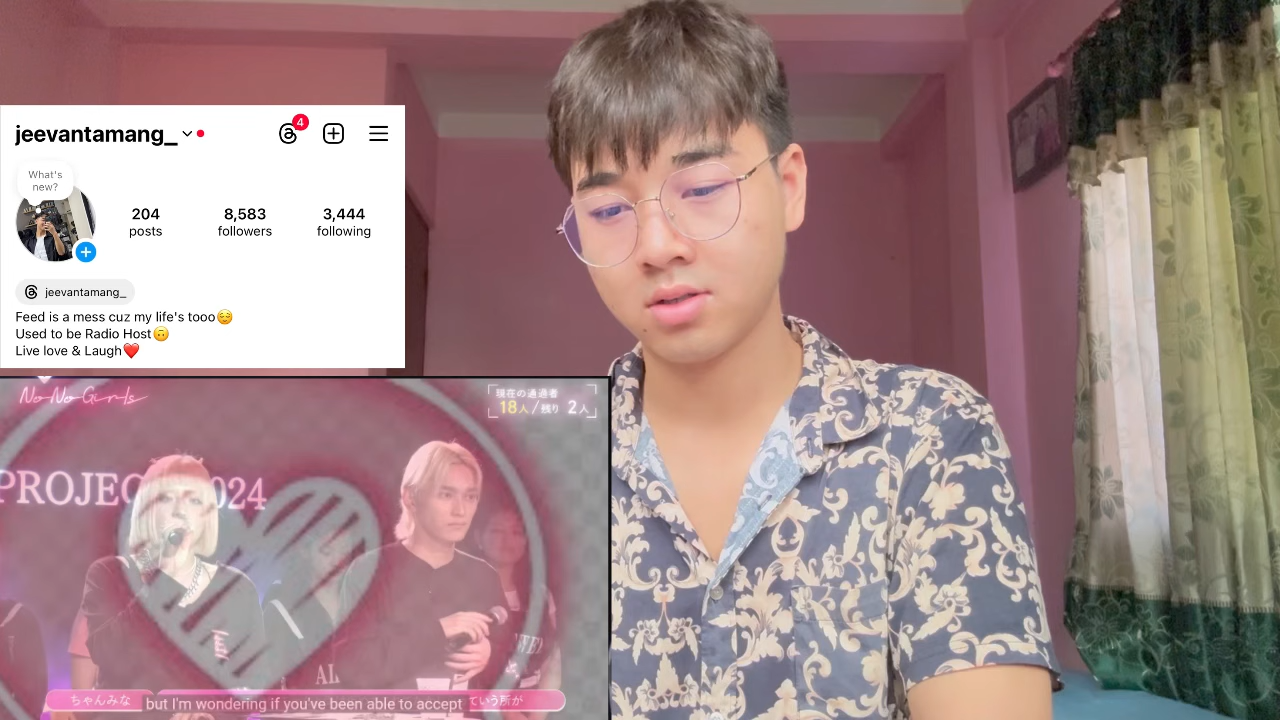 jeevantamang_
4
What's
new?
204
8,583
3,444
posts
followers
following
jeevantamang_
Feed is a mess cuz my life's tooo😌
Used to be Radio Host🙃
Live love & Laugh❤️
No No Girls
現在の通過者
18人/残り 2人
PROJEC 024
AL
ちゃんみな
ていう所が
but I'm wondering if you've been able to accept